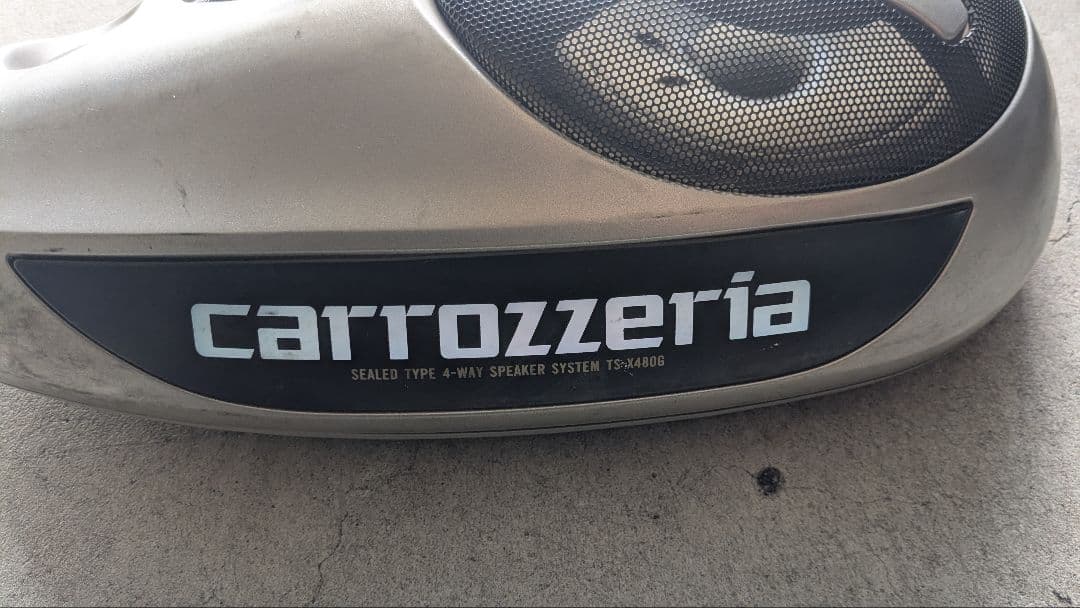 carrozzeria
SEALED TYPE 4-WAY SPEAKER SYSTEM TS-X480G